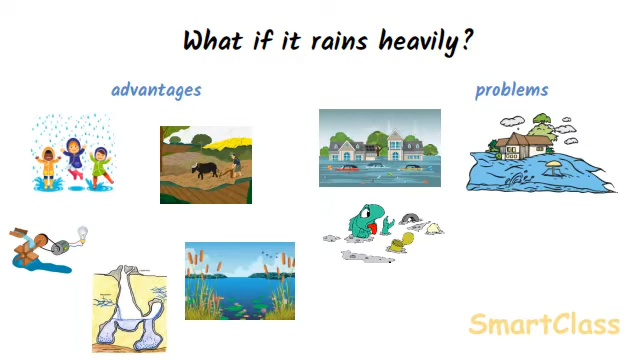 What if it rains heavily?
advantages
problems
SmartClass